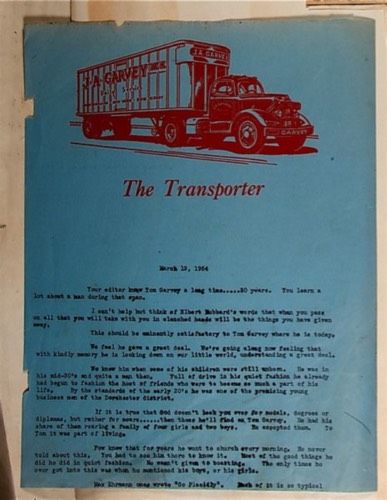 J.A. GARVEY INC.
J.A. GARVEY
GARVEY
The Transporter
March 12, 1954
Your editor knew Tom Garvey a long time.....30 years. You learn a
lot about a man during that span.
I can't help but think of Elbert Hubbard's words that when you pass
on all that you will take with you in clenched hands will be the things you have given
away.
This should be eminently satisfactory to Tom Garvey where he is today.
We feel he gave a great deal. We're going along now feeling that
with kindly memory he is looking down on our little world, understanding a great deal.
We knew him when some of his children were still unborn. He was in
his mid-30's and quite a man then, Full of drive in his quiet fashion he already
had begun to fashion the host of friends who were to become so much a part of his
life. By the standards of the early 20's he was one of the promising young
business men of the Dorchester district.
If it is true that God doesn't look you over for medals, degrees or
diplomas, but rather for scars.....then there he'll find on Tom Garvey. He had his
share of them rearing a family of four girls and two boys. He accepted them. To
Tom it was part of living.
Few knew that for years he went to church every morning. He never
told about this. You had to see him there to know it. Most of the good things he
did he did in quiet fashion. He wasn't given to boasting. The only times he
ever got into this was when he mentioned his boys, or his girls.
Max Ehrmann once wrote "Go Placidly". Much of it is so typical